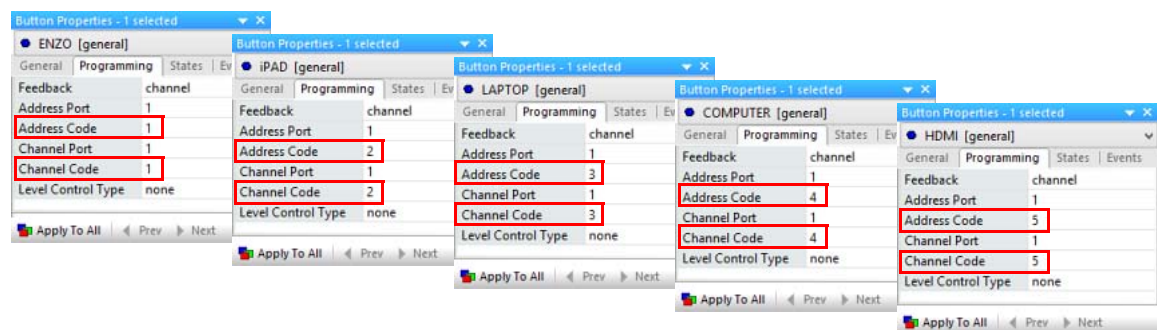 Button Properties - 1 selected
ENZO [general]
General Programming States Ev
Feedback channel
Address Port 1
Address Code 1
Channel Port 1
Channel Code 1
Level Control Type none
Apply To All Prev Next
Button Properties - 1 selected
iPAD [general]
General Programming States Ev
Feedback channel
Address Port 1
Address Code 2
Channel Port 1
Channel Code 2
Level Control Type none
Apply To All Prev Next
Button Properties - 1 selected
LAPTOP [general]
General Programming States Ev
Feedback channel
Address Port 1
Address Code 3
Channel Port 1
Channel Code 3
Level Control Type none
Apply To All Prev Next
Button Properties - 1 selected
COMPUTER [general]
General Programming States Ev
Feedback channel
Address Port 1
Address Code 4
Channel Port 1
Channel Code 4
Level Control Type none
Apply To All Prev Next
Button Properties - 1 selected
HDMI [general]
General Programming States Events
Feedback channel
Address Port 1
Address Code 5
Channel Port 1
Channel Code 5
Level Control Type none
Apply To All Prev Next